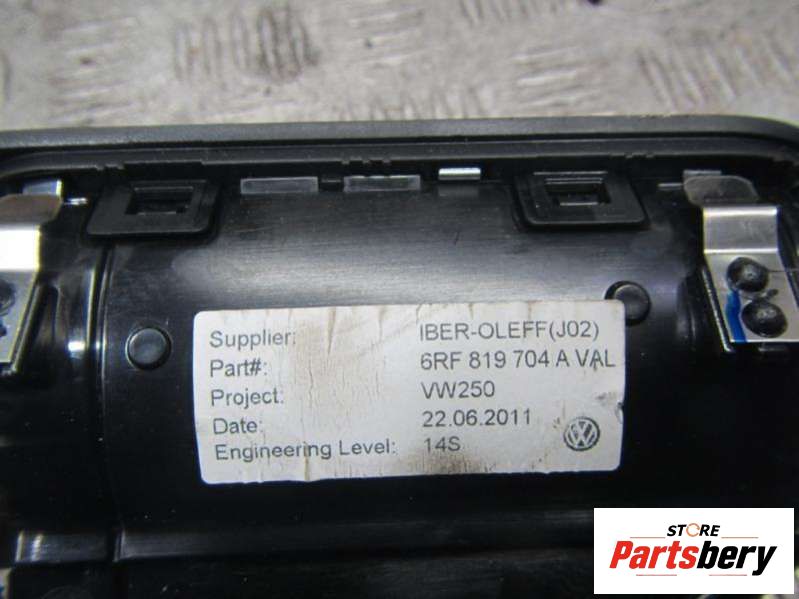 Supplier: IBER-OLEFF(J02)
Part#: 6RF 819 704 A VAL
Project: VW250
Date: 22.06.2011
Engineering Level: 14S
STORE
Partsbery